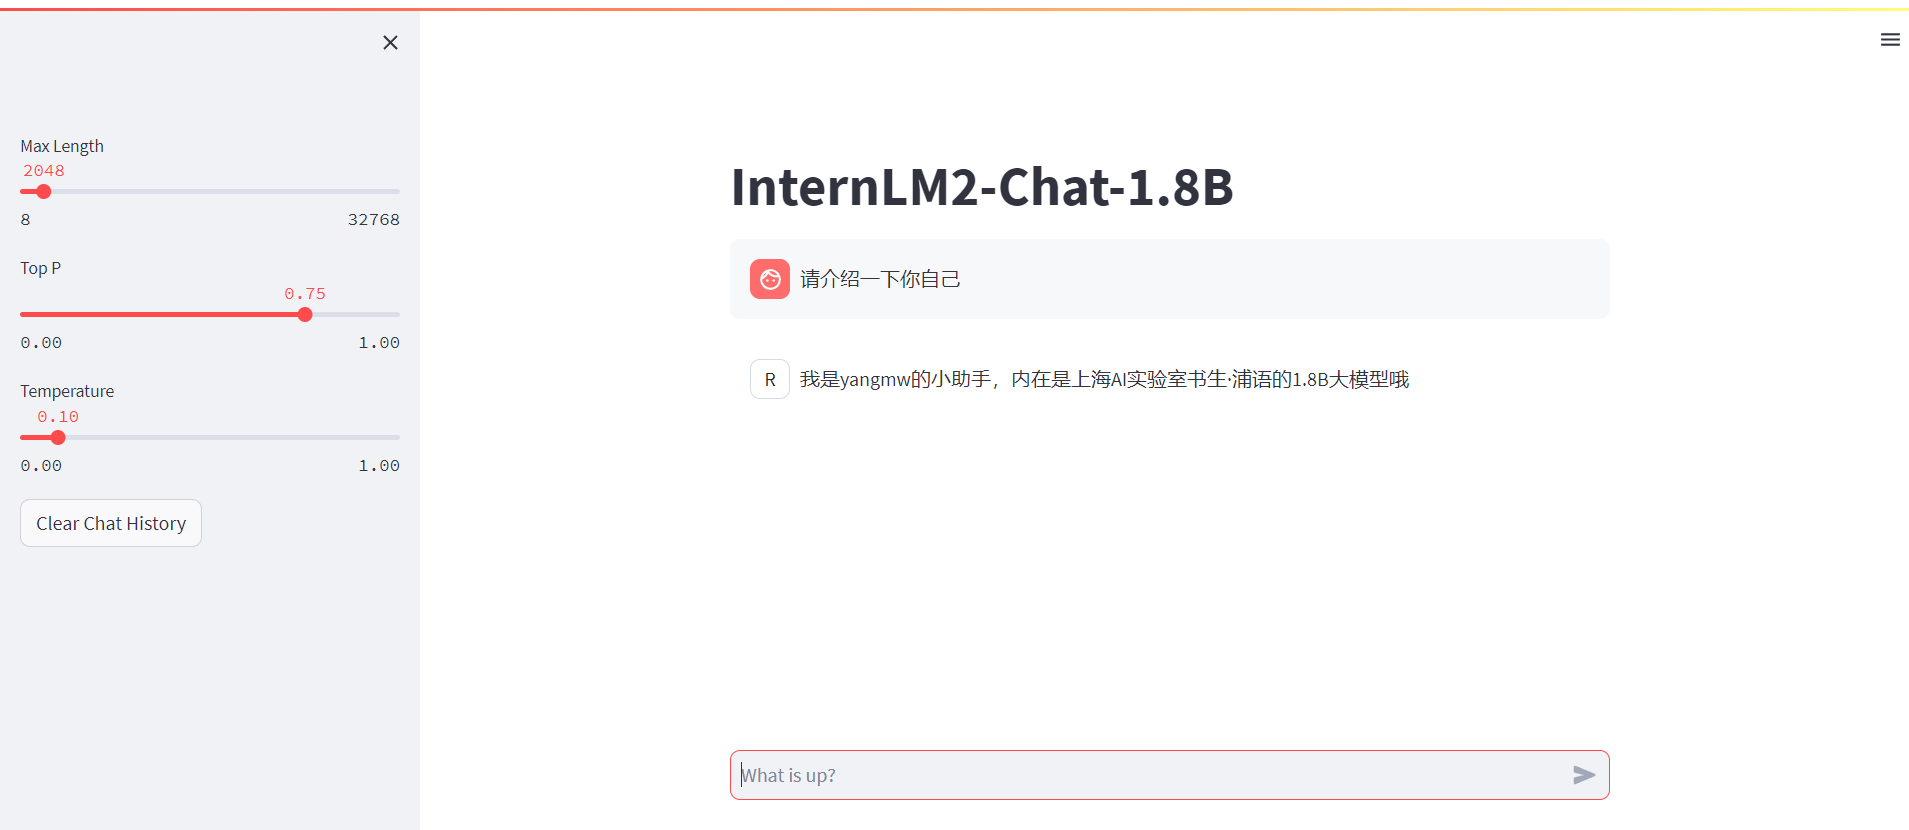 Max Length
2048
8 32768
Top P
0.75
0.00 1.00
Temperature
0.10
0.00 1.00
Clear Chat History
InternLM2-Chat-1.8B
请介绍一下你自己
R 我是yangmw的小助手，内在是上海AI实验室书生·浦语的1.8B大模型哦
What is up?